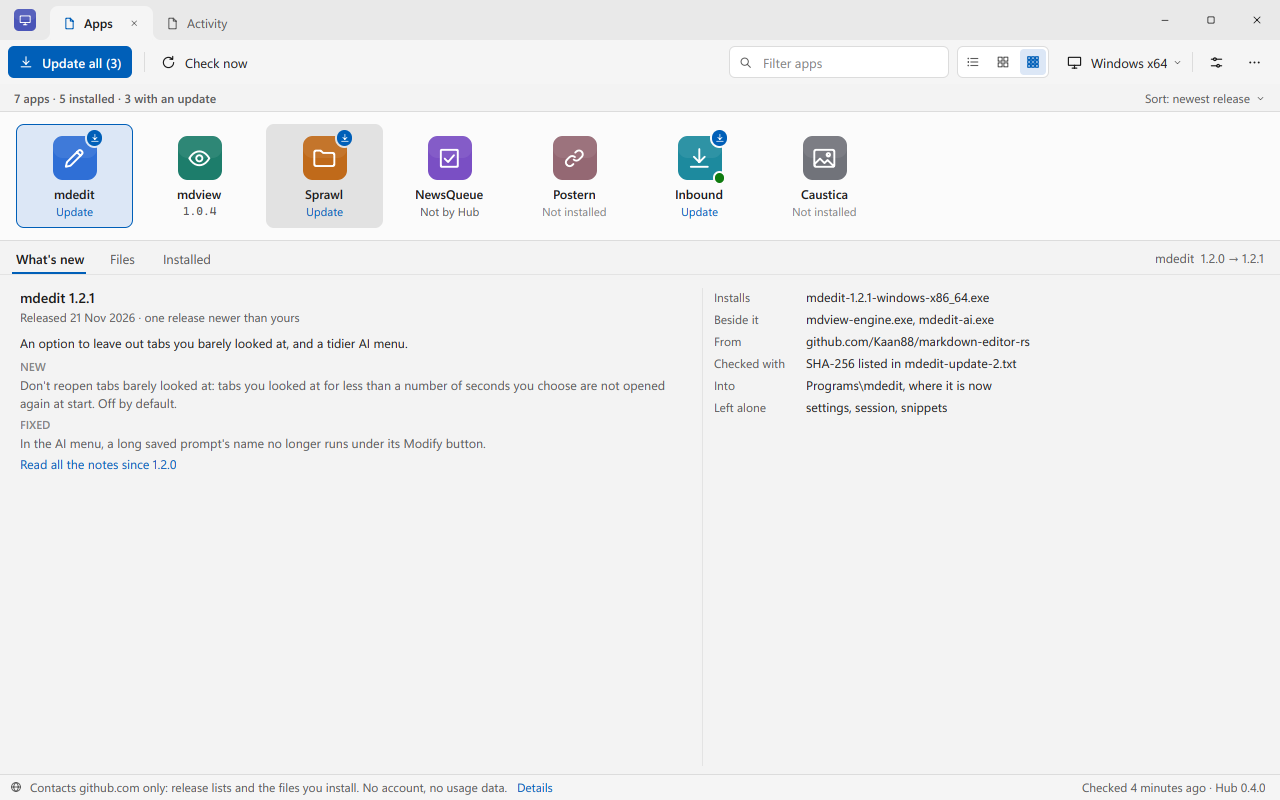 Apps
Activity
Update all (3)
Check now
Filter apps
Windows x64
7 apps · 5 installed · 3 with an update
Sort: newest release
mdedit
Update
mdview
1.0.4
Sprawl
Update
NewsQueue
Not by Hub
Postern
Not installed
Inbound
Update
Caustica
Not installed
What's new
Files
Installed
mdedit 1.2.0 → 1.2.1
mdedit 1.2.1
Released 21 Nov 2026 · one release newer than yours
An option to leave out tabs you barely looked at, and a tidier AI menu.
NEW
Don't reopen tabs barely looked at: tabs you looked at for less than a number of seconds you choose are not opened
again at start. Off by default.
FIXED
In the AI menu, a long saved prompt's name no longer runs under its Modify button.
Read all the notes since 1.2.0
Installs mdedit-1.2.1-windows-x86_64.exe
Beside it mdview-engine.exe, mdedit-ai.exe
From github.com/Kaan88/markdown-editor-rs
Checked with SHA-256 listed in mdedit-update-2.txt
Into Programs\mdedit, where it is now
Left alone settings, session, snippets
Contacts github.com only: release lists and the files you install. No account, no usage data. Details
Checked 4 minutes ago · Hub 0.4.0